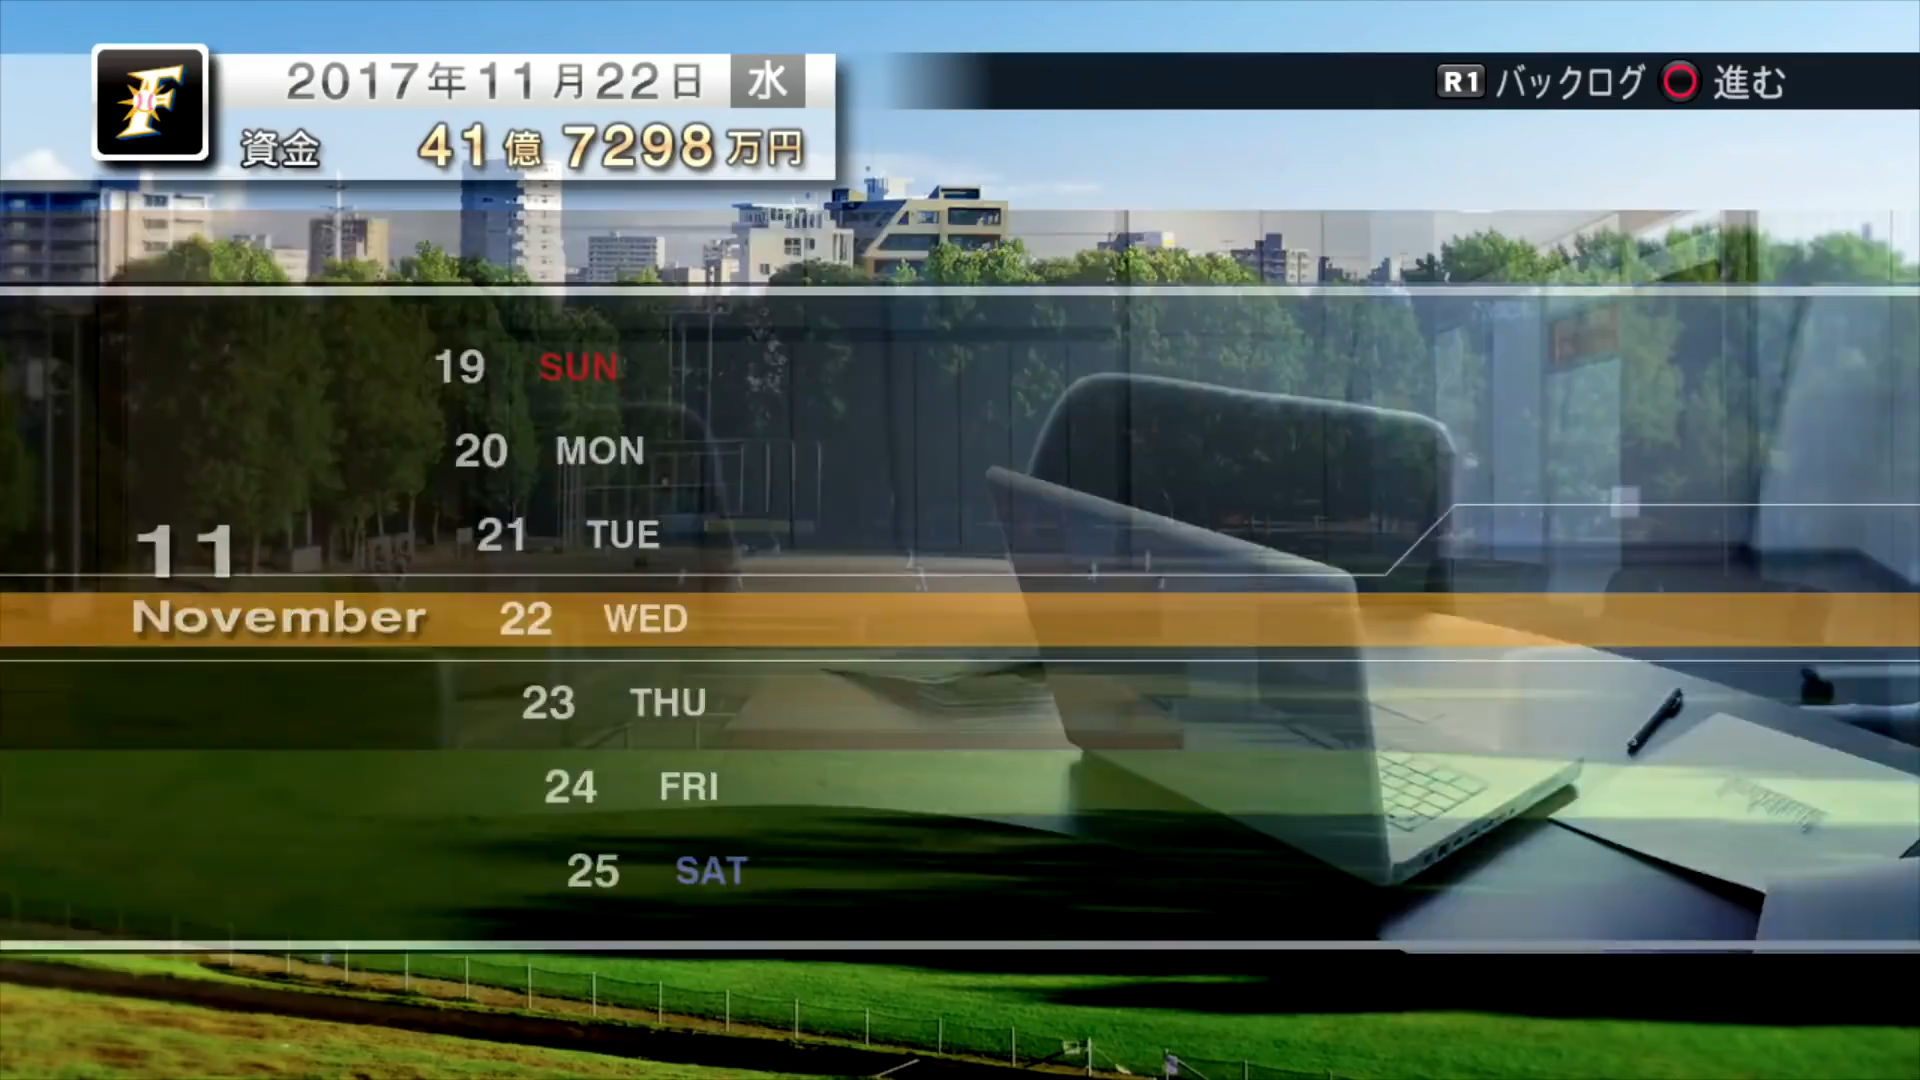 2017年11月22日 水
資金 41億7298万円
R1 バックログ 進む
19 SUN
20 MON
21 TUE
11
November 22 WED
23 THU
24 FRI
25 SAT